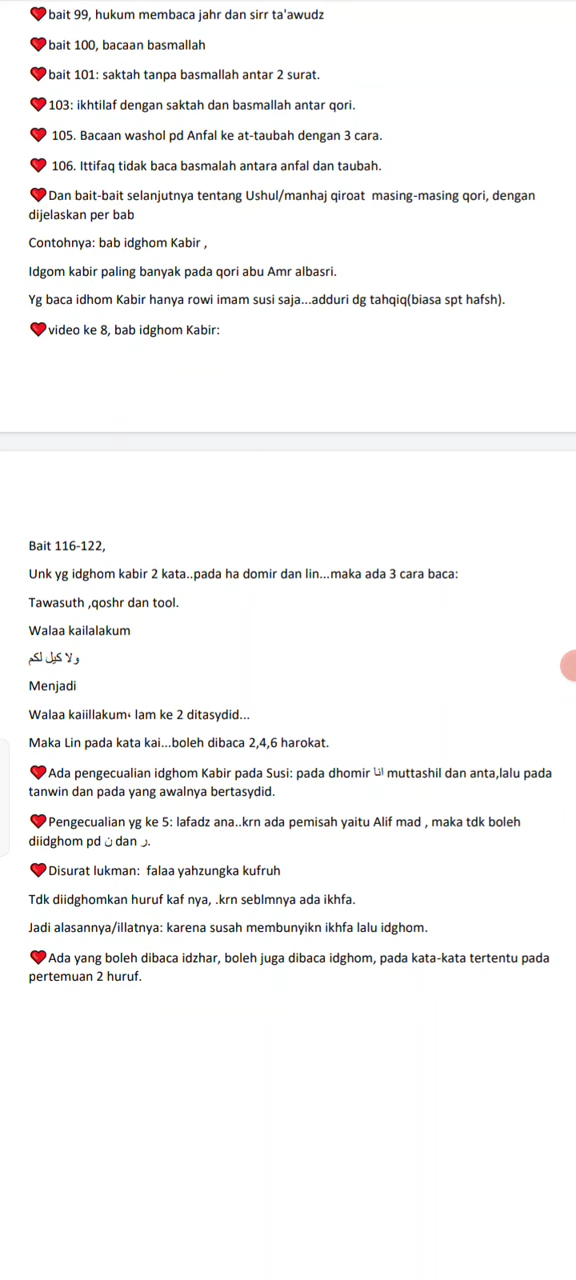 ❤bait 99, hukum membaca jahr dan sirr ta'awudz
❤bait 100, bacaan basmallah
❤bait 101: saktah tanpa basmallah antar 2 surat.
❤103: ikhtilaf dengan saktah dan basmallah antar qori.
❤ 105. Bacaan washol pd Anfal ke at-taubah dengan 3 cara.
❤ 106. Ittifaq tidak baca basmalah antara anfal dan taubah.
❤Dan bait-bait selanjutnya tentang Ushul/manhaj qiroat  masing-masing qori, dengan
dijelaskan per bab
Contohnya: bab idghom Kabir ,
Idgom kabir paling banyak pada qori abu Amr albasri.
Yg baca idhom Kabir hanya rowi imam susi saja...adduri dg tahqiq(biasa spt hafsh).
❤video ke 8, bab idghom Kabir:
Bait 116-122,
Unk yg idghom kabir 2 kata..pada ha domir dan lin...maka ada 3 cara baca:
Tawasuth ,qoshr dan tool.
Walaa kailalakum
ولا كيل لكم
Menjadi
Walaa kaiillakum، lam ke 2 ditasydid...
Maka Lin pada kata kai...boleh dibaca 2,4,6 harokat.
❤Ada pengecualian idghom Kabir pada Susi: pada dhomir انا muttashil dan anta,lalu pada
tanwin dan pada yang awalnya bertasydid.
❤Pengecualian yg ke 5: lafadz ana..krn ada pemisah yaitu Alif mad , maka tdk boleh
diidghom pd ن dan ر.
❤Disurat lukman:  falaa yahzungka kufruh
Tdk diidghomkan huruf kaf nya, .krn seblmnya ada ikhfa.
Jadi alasannya/illatnya: karena susah membunyikn ikhfa lalu idghom.
❤Ada yang boleh dibaca idzhar, boleh juga dibaca idghom, pada kata-kata tertentu pada
pertemuan 2 huruf.